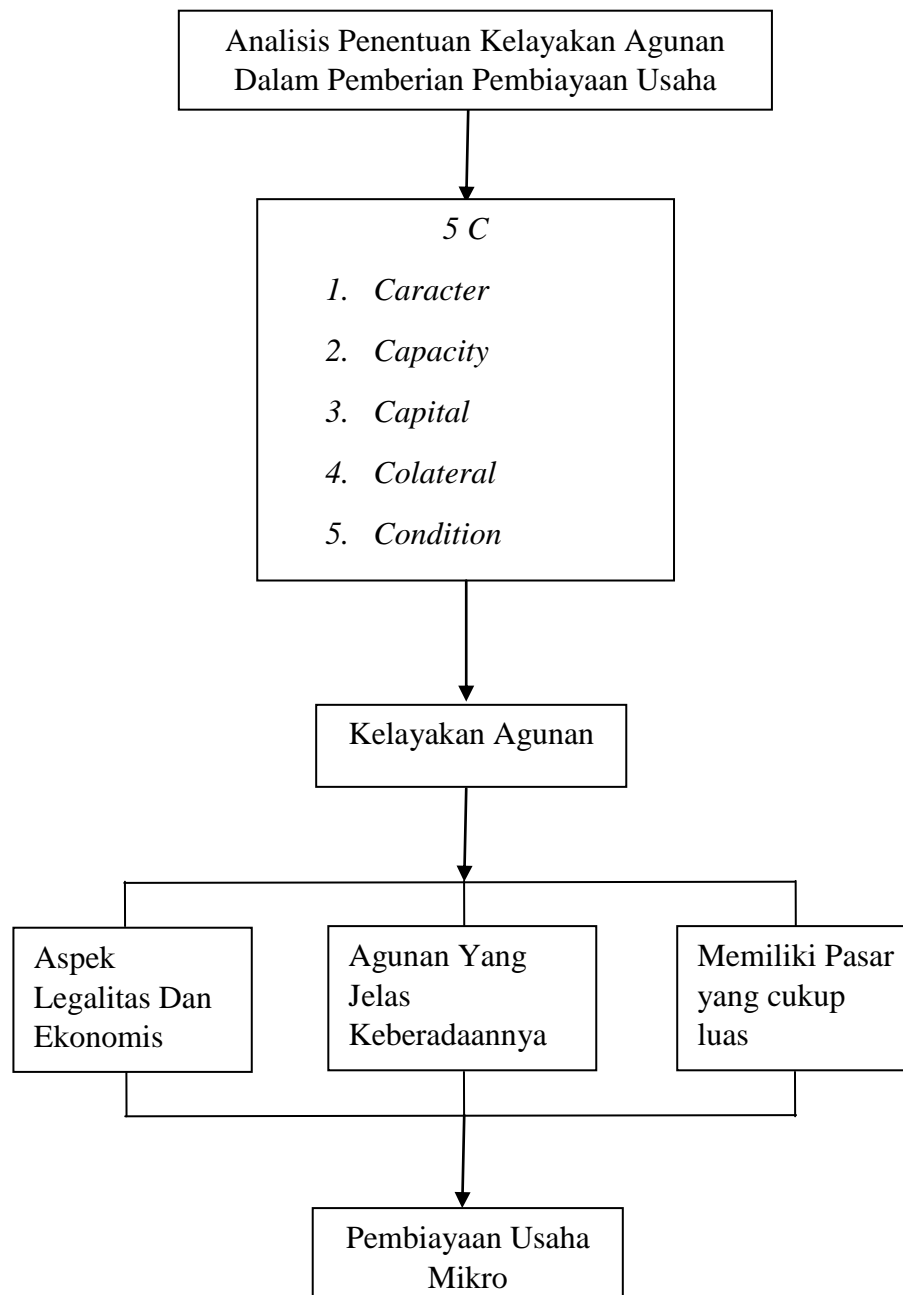 Analisis Penentuan Kelayakan Agunan
Dalam Pemberian Pembiayaan Usaha
5 C
1. Caracter
2. Capacity
3. Capital
4. Colateral
5. Condition
Kelayakan Agunan
Aspek
Legalitas Dan
Ekonomis
Agunan Yang
Jelas
Keberadaannya
Memiliki Pasar
yang cukup
luas
Pembiayaan Usaha
Mikro